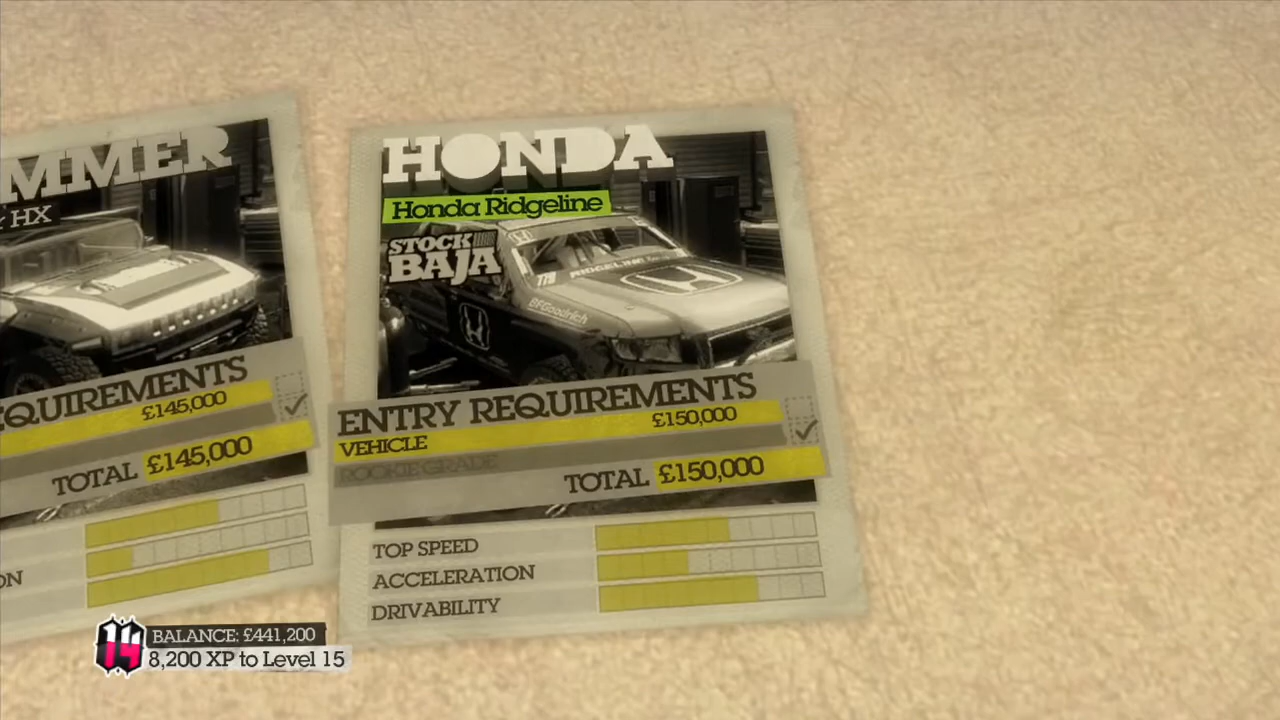 MMER
r HX
EQUIREMENTS
£145,000
TOTAL £145,000
ON
HONDA
Honda Ridgeline
STOCK
BAJA
RIDGELINE
BFGoodrich
ENTRY REQUIREMENTS
VEHICLE £150,000
ROOKIE GRADE
TOTAL £150,000
TOP SPEED
ACCELERATION
DRIVABILITY
14
BALANCE: £441,200
8,200 XP to Level 15